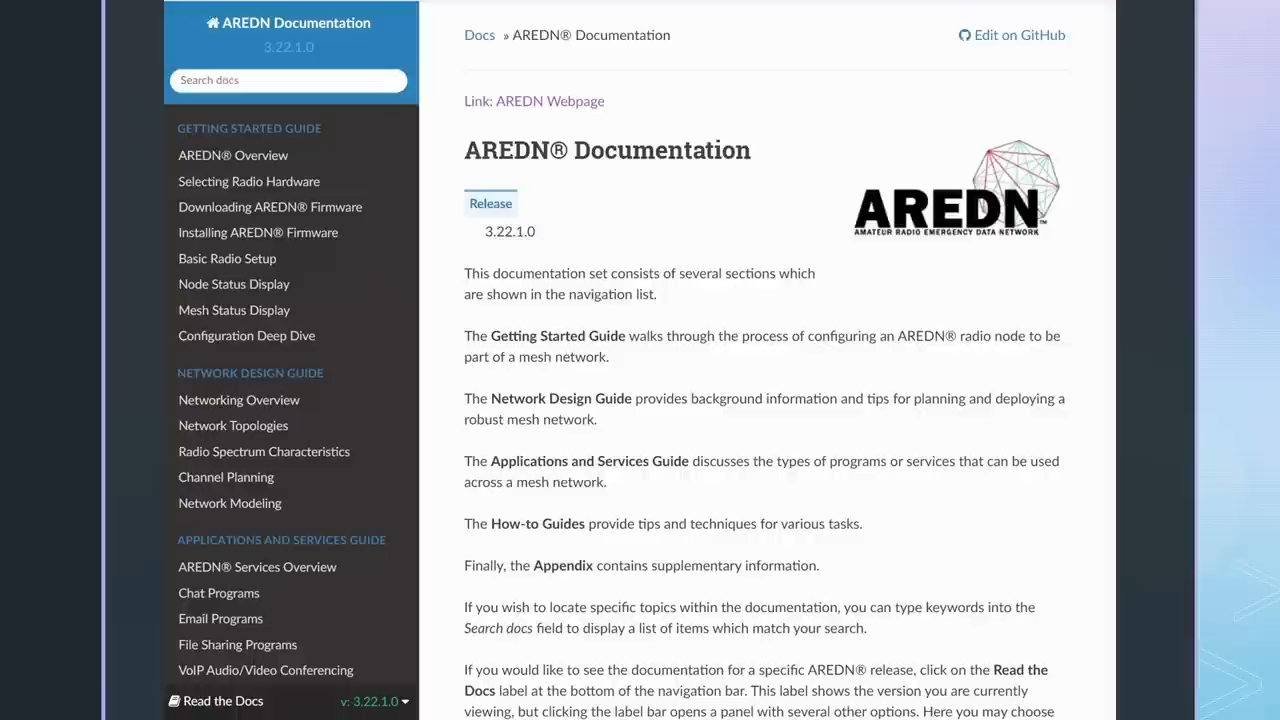 AREDN Documentation
3.22.1.0
Search docs
GETTING STARTED GUIDE
AREDN® Overview
Selecting Radio Hardware
Downloading AREDN® Firmware
Installing AREDN® Firmware
Basic Radio Setup
Node Status Display
Mesh Status Display
Configuration Deep Dive
NETWORK DESIGN GUIDE
Networking Overview
Network Topologies
Radio Spectrum Characteristics
Channel Planning
Network Modeling
APPLICATIONS AND SERVICES GUIDE
AREDN® Services Overview
Chat Programs
Email Programs
File Sharing Programs
VoIP Audio/Video Conferencing
Read the Docs v: 3.22.1.0
Docs » AREDN® Documentation Edit on GitHub
Link: AREDN Webpage
AREDN® Documentation
AREDN™
AMATEUR RADIO EMERGENCY DATA NETWORK
Release
3.22.1.0
This documentation set consists of several sections which
are shown in the navigation list.
The Getting Started Guide walks through the process of configuring an AREDN® radio node to be
part of a mesh network.
The Network Design Guide provides background information and tips for planning and deploying a
robust mesh network.
The Applications and Services Guide discusses the types of programs or services that can be used
across a mesh network.
The How-to Guides provide tips and techniques for various tasks.
Finally, the Appendix contains supplementary information.
If you wish to locate specific topics within the documentation, you can type keywords into the
Search docs field to display a list of items which match your search.
If you would like to see the documentation for a specific AREDN® release, click on the Read the
Docs label at the bottom of the navigation bar. This label shows the version you are currently
viewing, but clicking the label bar opens a panel with several other options. Here you may choose